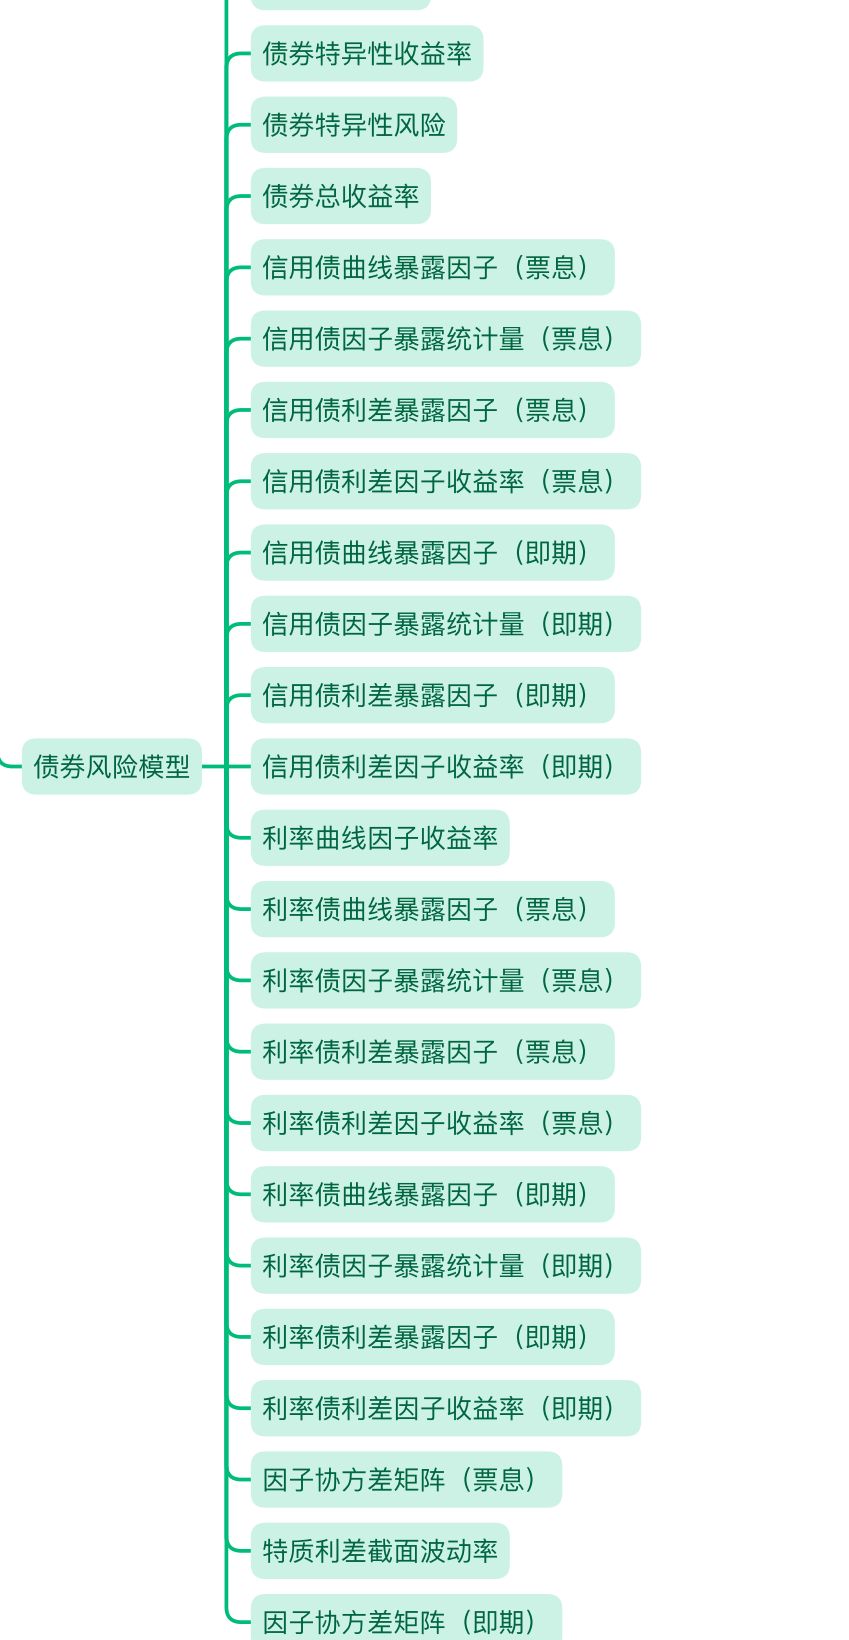 债券特异性收益率
债券特异性风险
债券总收益率
信用债曲线暴露因子（票息）
信用债因子暴露统计量（票息）
信用债利差暴露因子（票息）
信用债利差因子收益率（票息）
信用债曲线暴露因子（即期）
信用债因子暴露统计量（即期）
信用债利差暴露因子（即期）
债券风险模型
信用债利差因子收益率（即期）
利率曲线因子收益率
利率债曲线暴露因子（票息）
利率债因子暴露统计量（票息）
利率债利差暴露因子（票息）
利率债利差因子收益率（票息）
利率债曲线暴露因子（即期）
利率债因子暴露统计量（即期）
利率债利差暴露因子（即期）
利率债利差因子收益率（即期）
因子协方差矩阵（票息）
特质利差截面波动率
因子协方差矩阵（即期）